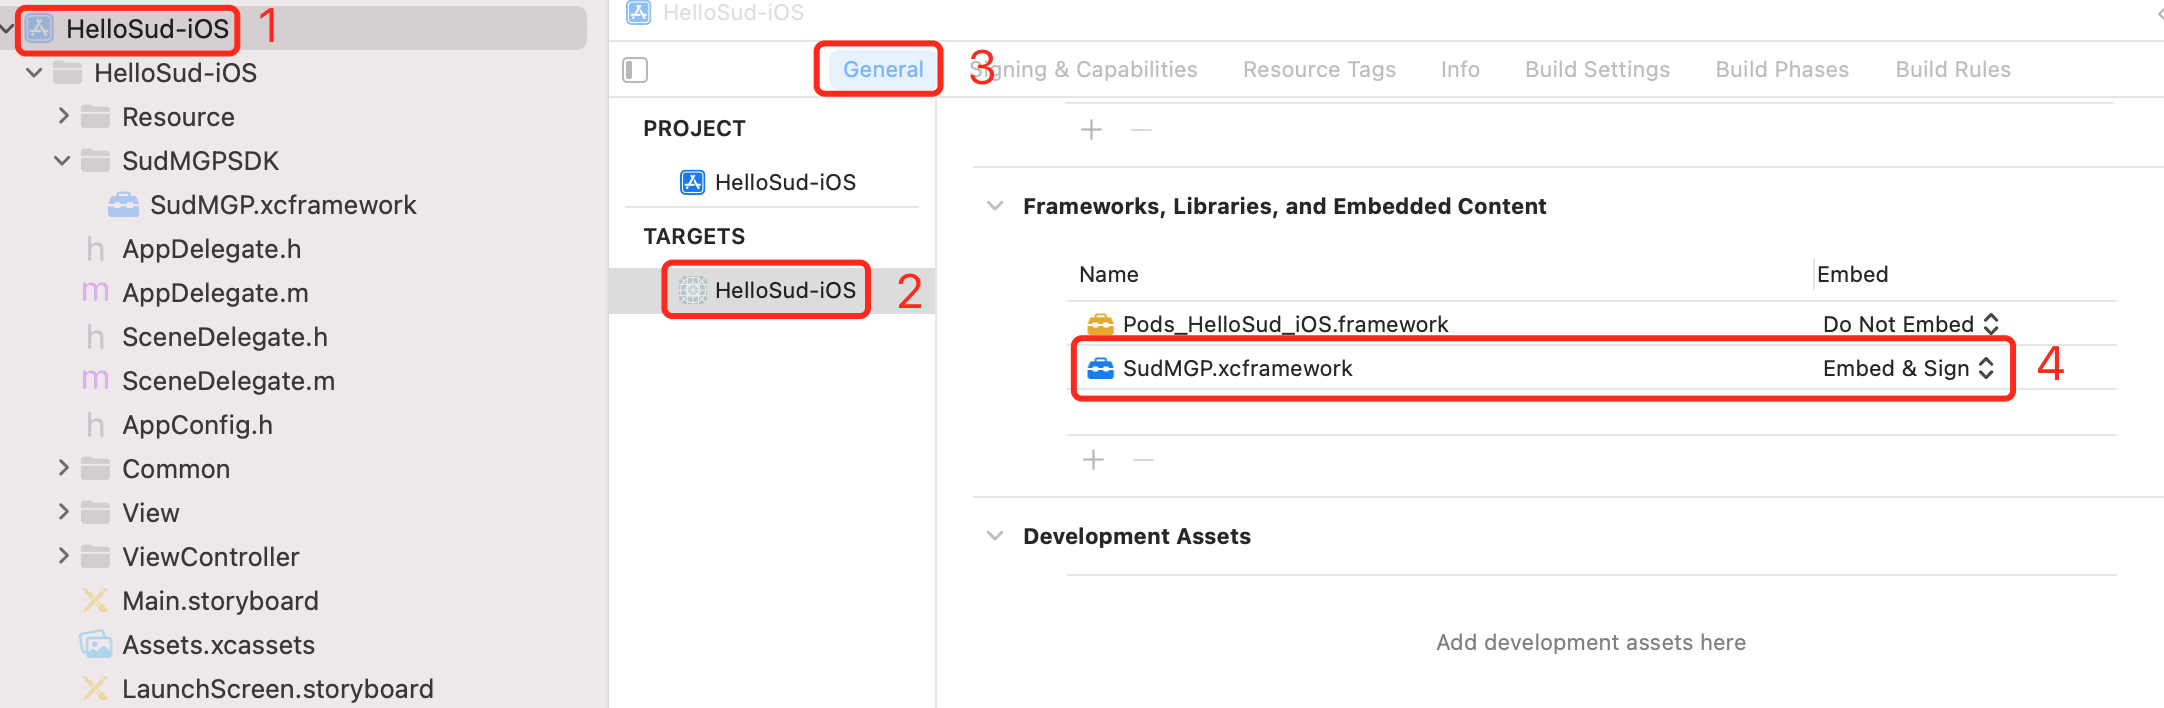 HelloSud-iOS 1
HelloSud-iOS
Resource
SudMGPSDK
SudMGP.xcframework
h AppDelegate.h
m AppDelegate.m
h SceneDelegate.h
m SceneDelegate.m
h AppConfig.h
Common
View
ViewController
Main.storyboard
Assets.xcassets
LaunchScreen.storyboard
HelloSud-iOS
General 3 Signing & Capabilities Resource Tags Info Build Settings Build Phases Build Rules
PROJECT
HelloSud-iOS
TARGETS
HelloSud-iOS 2
Frameworks, Libraries, and Embedded Content
Name Embed
Pods_HelloSud_iOS.framework Do Not Embed
SudMGP.xcframework Embed & Sign 4
Development Assets
Add development assets here